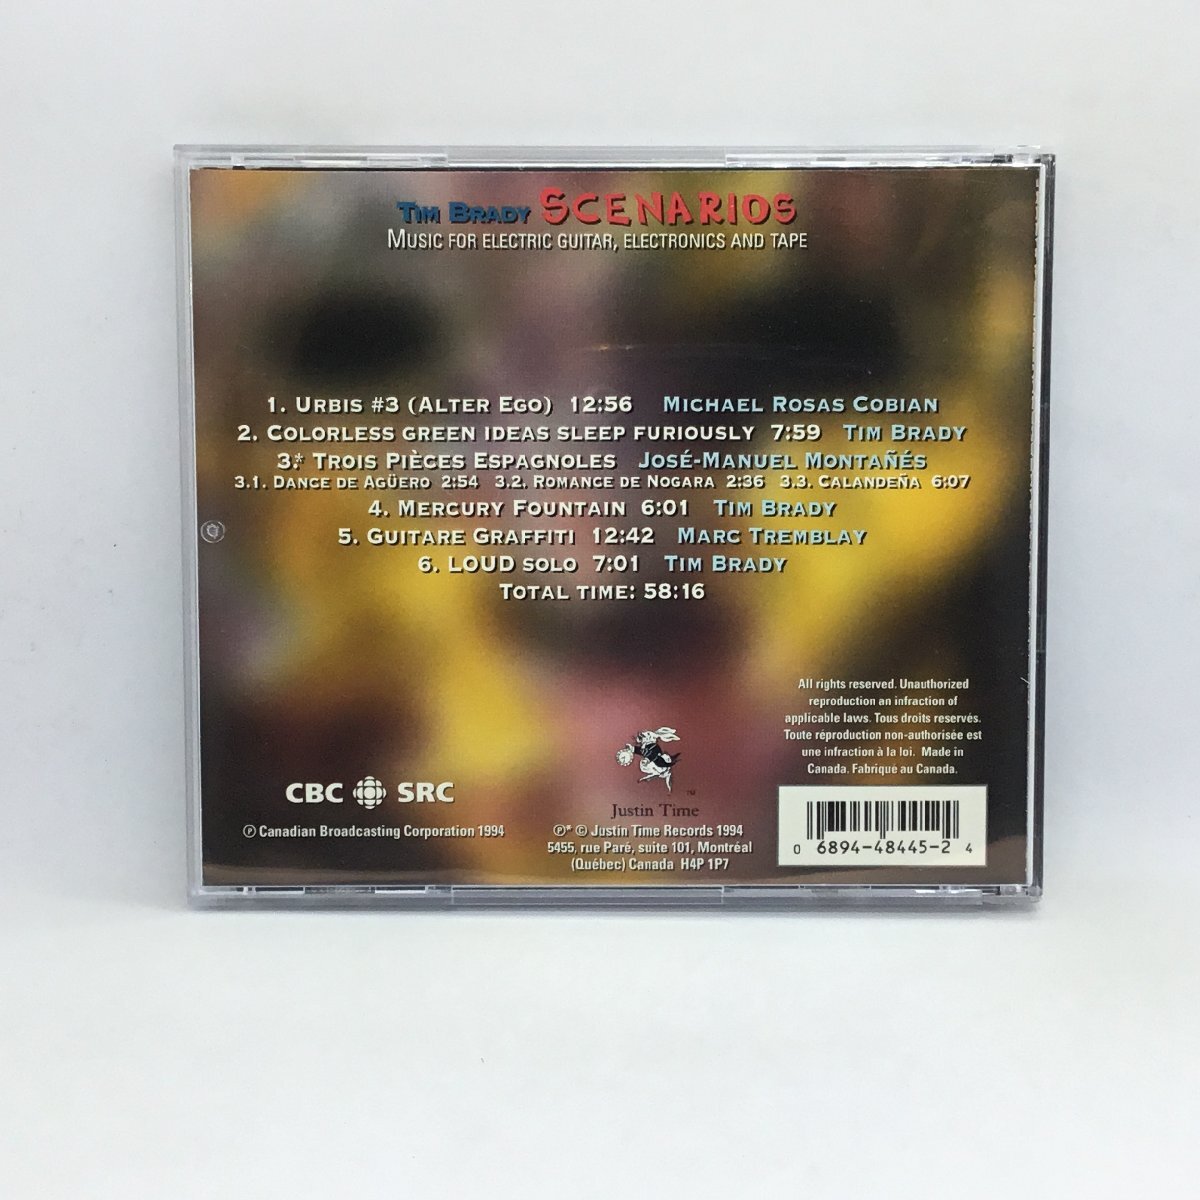 TIM BRADY SCENARIOS
MUSIC FOR ELECTRIC GUITAR, ELECTRONICS AND TAPE
1. URBIS #3 (ALTER EGO) 12:56 MICHAEL ROSAS COBIAN
2. COLORLESS GREEN IDEAS SLEEP FURIOUSLY 7:59 TIM BRADY
3.* TROIS PIÈCES ESPAGNOLES JOSÉ-MANUEL MONTAÑÉS
3.1. DANCE DE AGÜERO 2:54 3.2. ROMANCE DE NOGARA 2:36 3.3. CALANDEÑA 6:07
4. MERCURY FOUNTAIN 6:01 TIM BRADY
5. GUITARE GRAFFITI 12:42 MARC TREMBLAY
6. LOUD SOLO 7:01 TIM BRADY
TOTAL TIME: 58:16
All rights reserved. Unauthorized
reproduction an infraction of
applicable laws. Tous droits reservés.
Toute réproduction non-authorisée est
une infraction à la loi. Made in
Canada. Fabriqué au Canada.
CBC SRC
℗ Canadian Broadcasting Corporation 1994
™
Justin Time
℗* © Justin Time Records 1994
5455, rue Paré, suite 101, Montréal
(Québec) Canada H4P 1P7
0 6894-48445-2 4